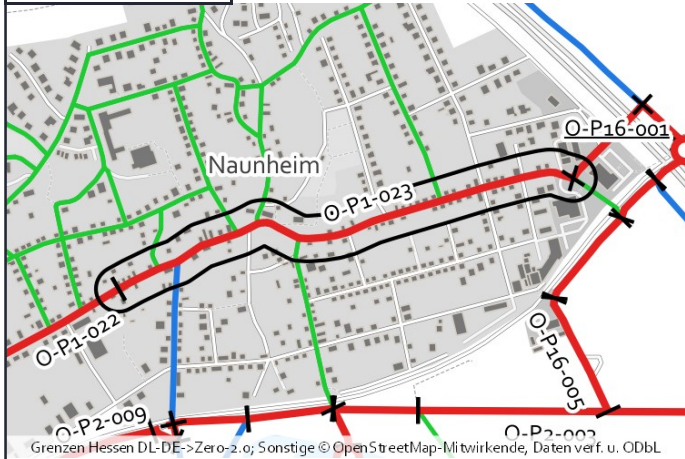 O-P16-001
Naunheim
O-P1-023
O-P1-022
O-P16-005
O-P2-009
O-P2-003
Grenzen Hessen DL-DE->Zero-2.0; Sonstige © OpenStreetMap-Mitwirkende, Daten verf. u. ODbL